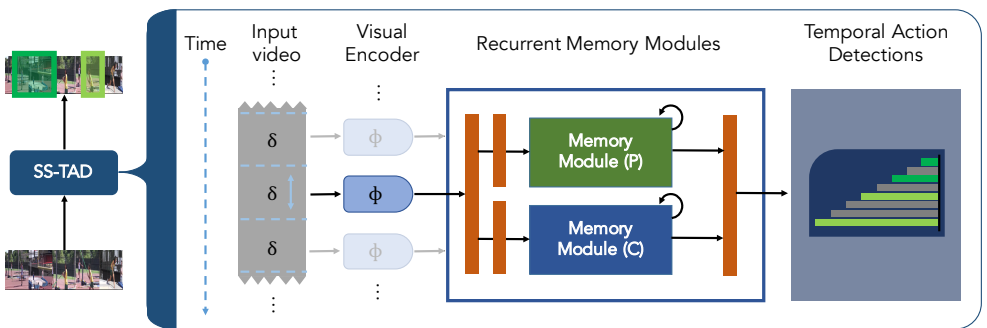 Time
Input
video
Visual
Encoder
Recurrent Memory Modules
Temporal Action
Detections
SS-TAD
δ
ϕ
Memory
Module (P)
δ
ϕ
Memory
Module (C)
δ
ϕ